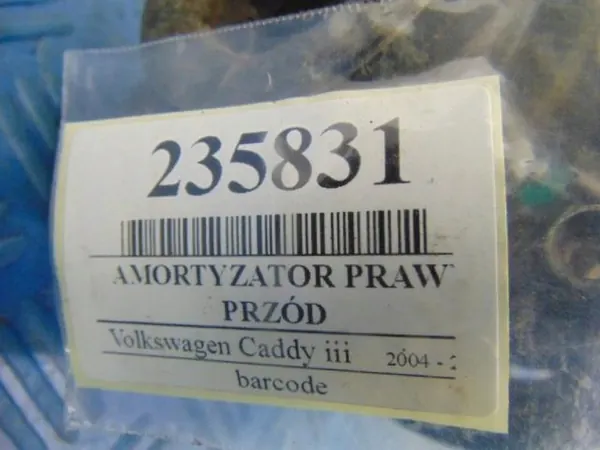 235831
AMORTYZATOR PRAW
PRZÓD
Volkswagen Caddy iii 2004 - 2
barcode